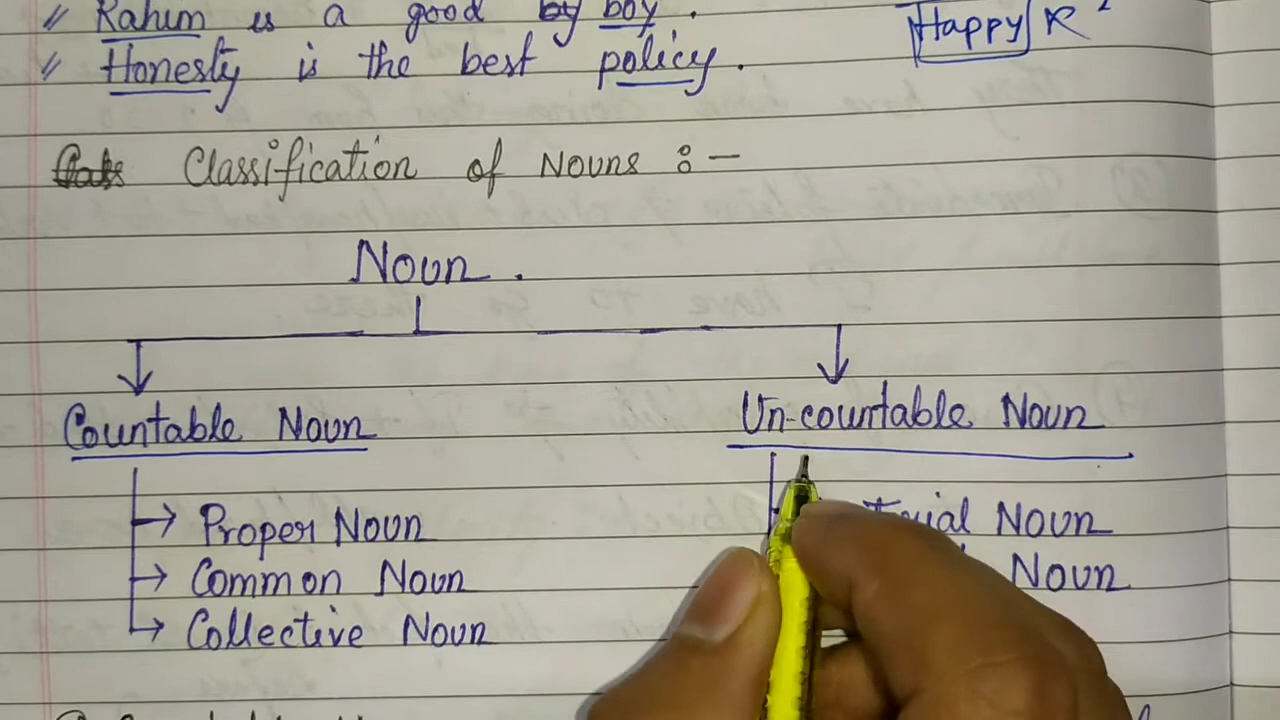 〃 Rahim is a good boy.
Happy R
〃 Honesty is the best policy.
Classification of Nouns :-
Noun.
Countable Noun
Un-countable Noun
→ Proper Noun
→ Common Noun
→ Collective Noun
Noun
Noun